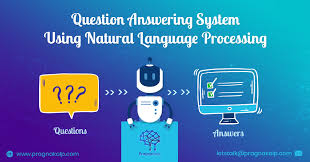 Question Answering System
Using Natural Language Processing
???
Questions
Answers
www.pragnakalp.com
letstalk@pragnakalp.com